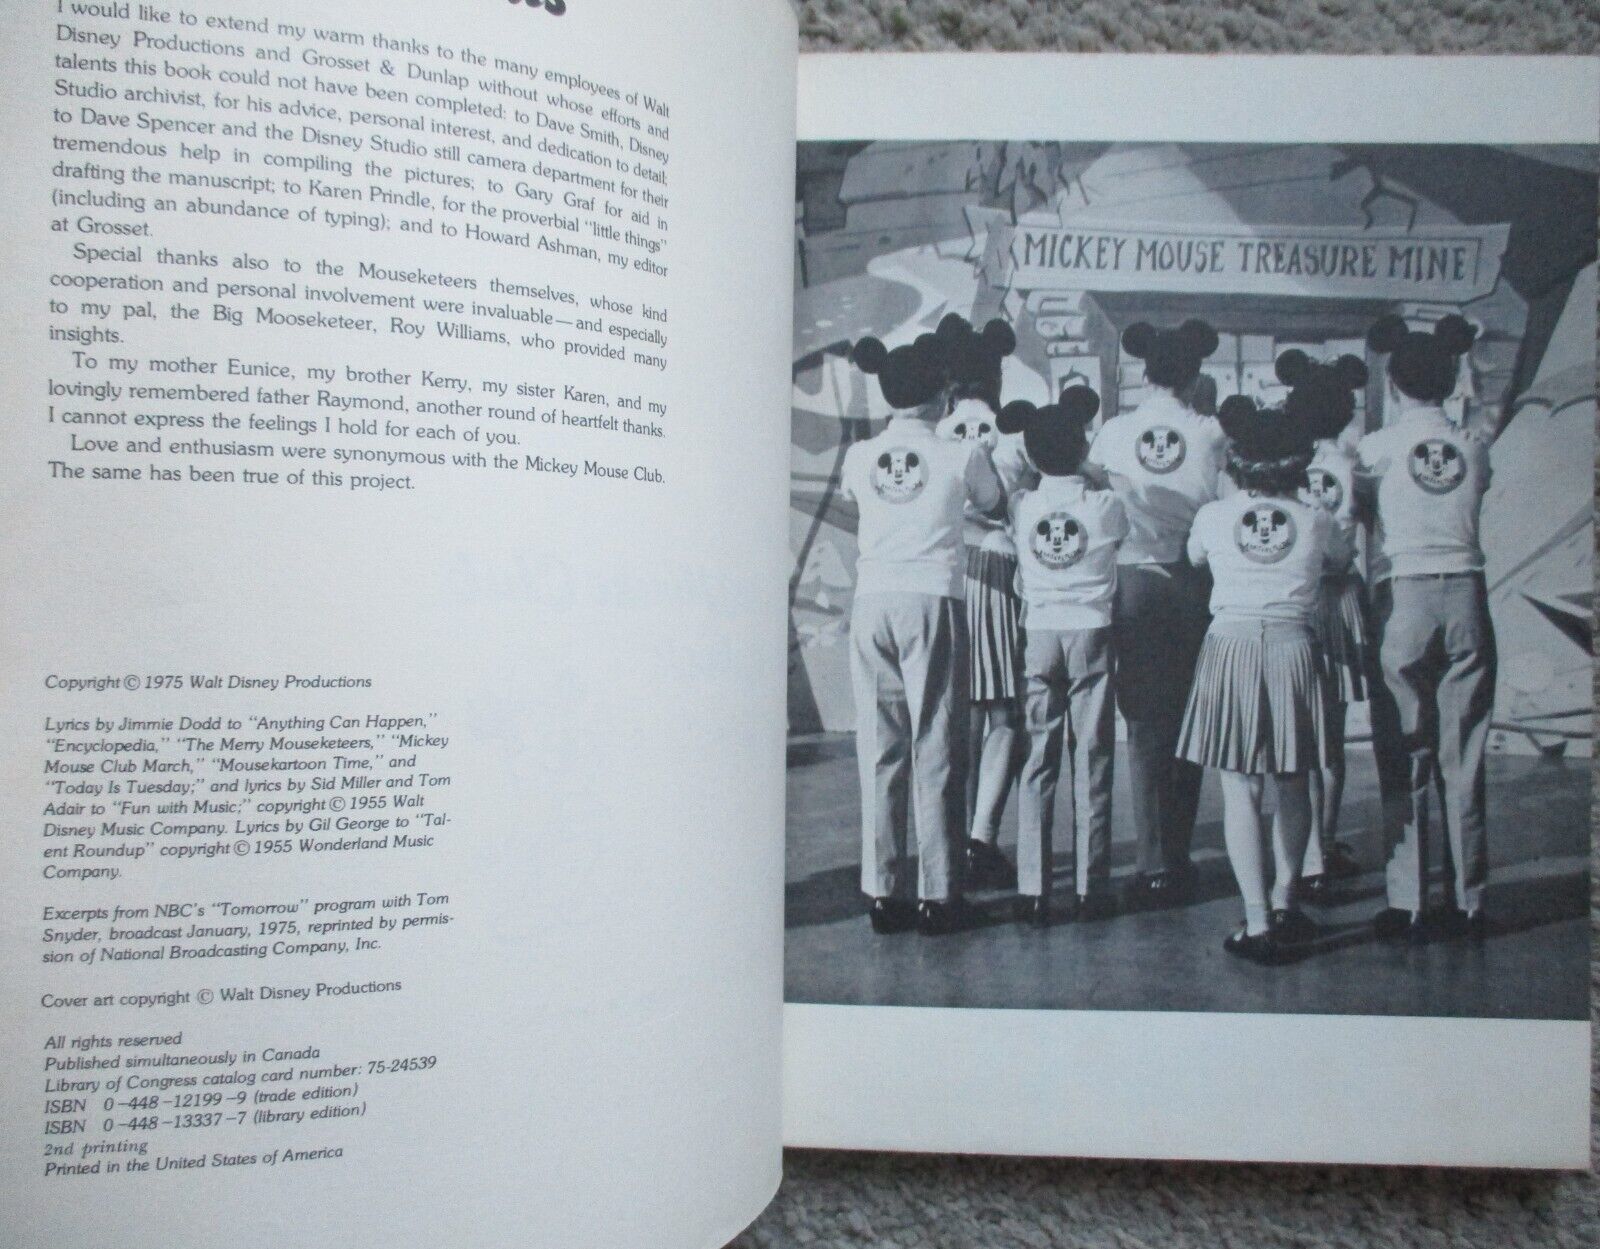 I would like to extend my warm thanks to the many employees of Walt
Disney Productions and Grosset & Dunlap without whose efforts and
talents this book could not have been completed: to Dave Smith, Disney
Studio archivist, for his advice, personal interest, and dedication to detail;
to Dave Spencer and the Disney Studio still camera department for their
tremendous help in compiling the pictures; to Gary Graf for aid in
drafting the manuscript; to Karen Prindle, for the proverbial "little things"
(including an abundance of typing); and to Howard Ashman, my editor
at Grosset.
Special thanks also to the Mouseketeers themselves, whose kind
cooperation and personal involvement were invaluable—and especially
to my pal, the Big Mooseketeer, Roy Williams, who provided many
insights.
To my mother Eunice, my brother Kerry, my sister Karen, and my
lovingly remembered father Raymond, another round of heartfelt thanks.
I cannot express the feelings I hold for each of you.
Love and enthusiasm were synonymous with the Mickey Mouse Club.
The same has been true of this project.
Copyright © 1975 Walt Disney Productions
Lyrics by Jimmie Dodd to "Anything Can Happen,"
"Encyclopedia," "The Merry Mouseketeers," "Mickey
Mouse Club March," "Mousekartoon Time," and
"Today Is Tuesday;" and lyrics by Sid Miller and Tom
Adair to "Fun with Music;" copyright © 1955 Walt
Disney Music Company. Lyrics by Gil George to "Tal-
ent Roundup" copyright © 1955 Wonderland Music
Company.
Excerpts from NBC's "Tomorrow" program with Tom
Snyder, broadcast January, 1975, reprinted by permis-
sion of National Broadcasting Company, Inc.
Cover art copyright © Walt Disney Productions
All rights reserved
Published simultaneously in Canada
Library of Congress catalog card number: 75-24539
ISBN 0-448-12199-9 (trade edition)
ISBN 0-448-13337-7 (library edition)
2nd printing
Printed in the United States of America
MICKEY MOUSE TREASURE MINE